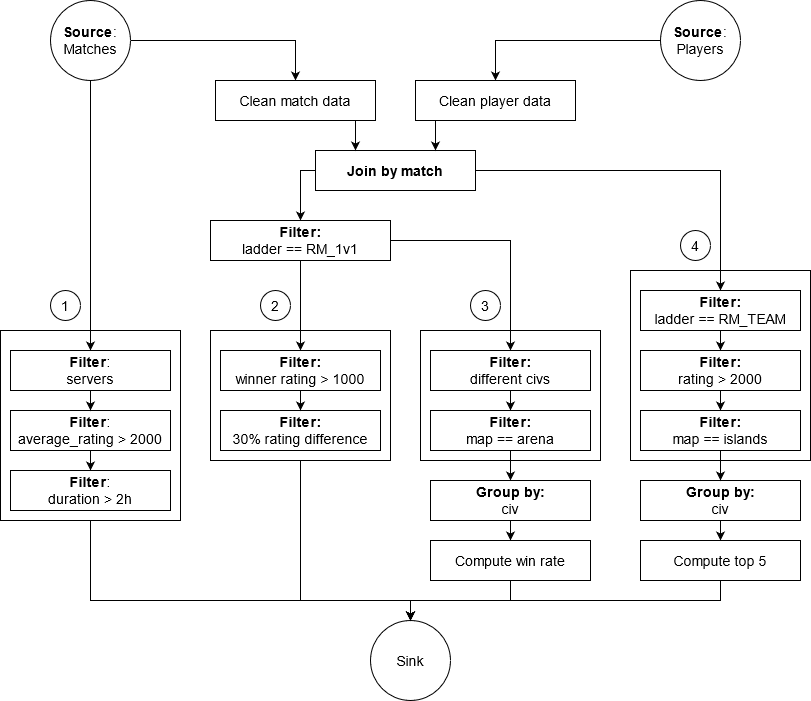 Source:
Matches
Source:
Players
Clean match data
Clean player data
Join by match
Filter:
ladder == RM_1v1
1
2
3
4
Filter:
servers
Filter:
average_rating > 2000
Filter:
duration > 2h
Filter:
winner rating > 1000
Filter:
30% rating difference
Filter:
different civs
Filter:
map == arena
Group by:
civ
Compute win rate
Filter:
ladder == RM_TEAM
Filter:
rating > 2000
Filter:
map == islands
Group by:
civ
Compute top 5
Sink